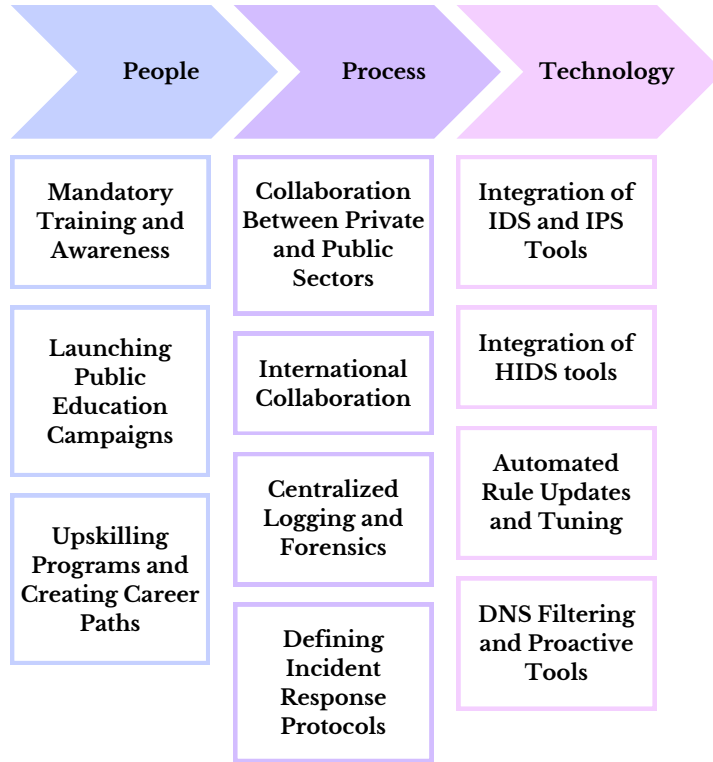 People
Process
Technology
Mandatory
Training and
Awareness
Launching
Public
Education
Campaigns
Upskilling
Programs and
Creating Career
Paths
Collaboration
Between Private
and Public
Sectors
International
Collaboration
Centralized
Logging and
Forensics
Defining
Incident
Response
Protocols
Integration of
IDS and IPS
Tools
Integration of
HIDS tools
Automated
Rule Updates
and Tuning
DNS Filtering
and Proactive
Tools